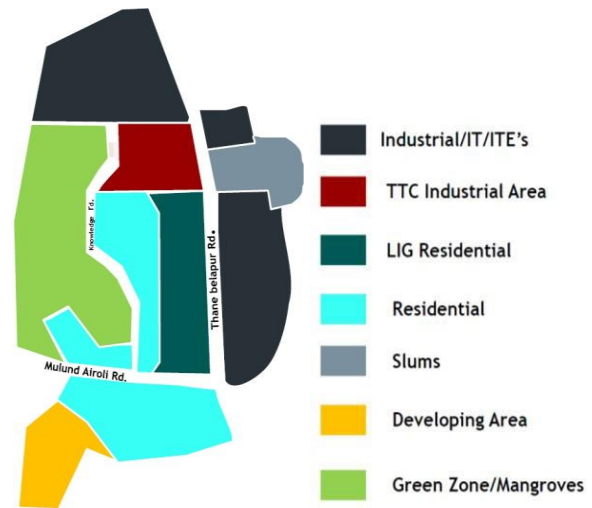 Industrial/IT/ITE's
TTC Industrial Area
LIG Residential
Residential
Slums
Developing Area
Green Zone/Mangroves
Knowledge Rd.
Thane belapur Rd.
Mulund Airoli Rd.